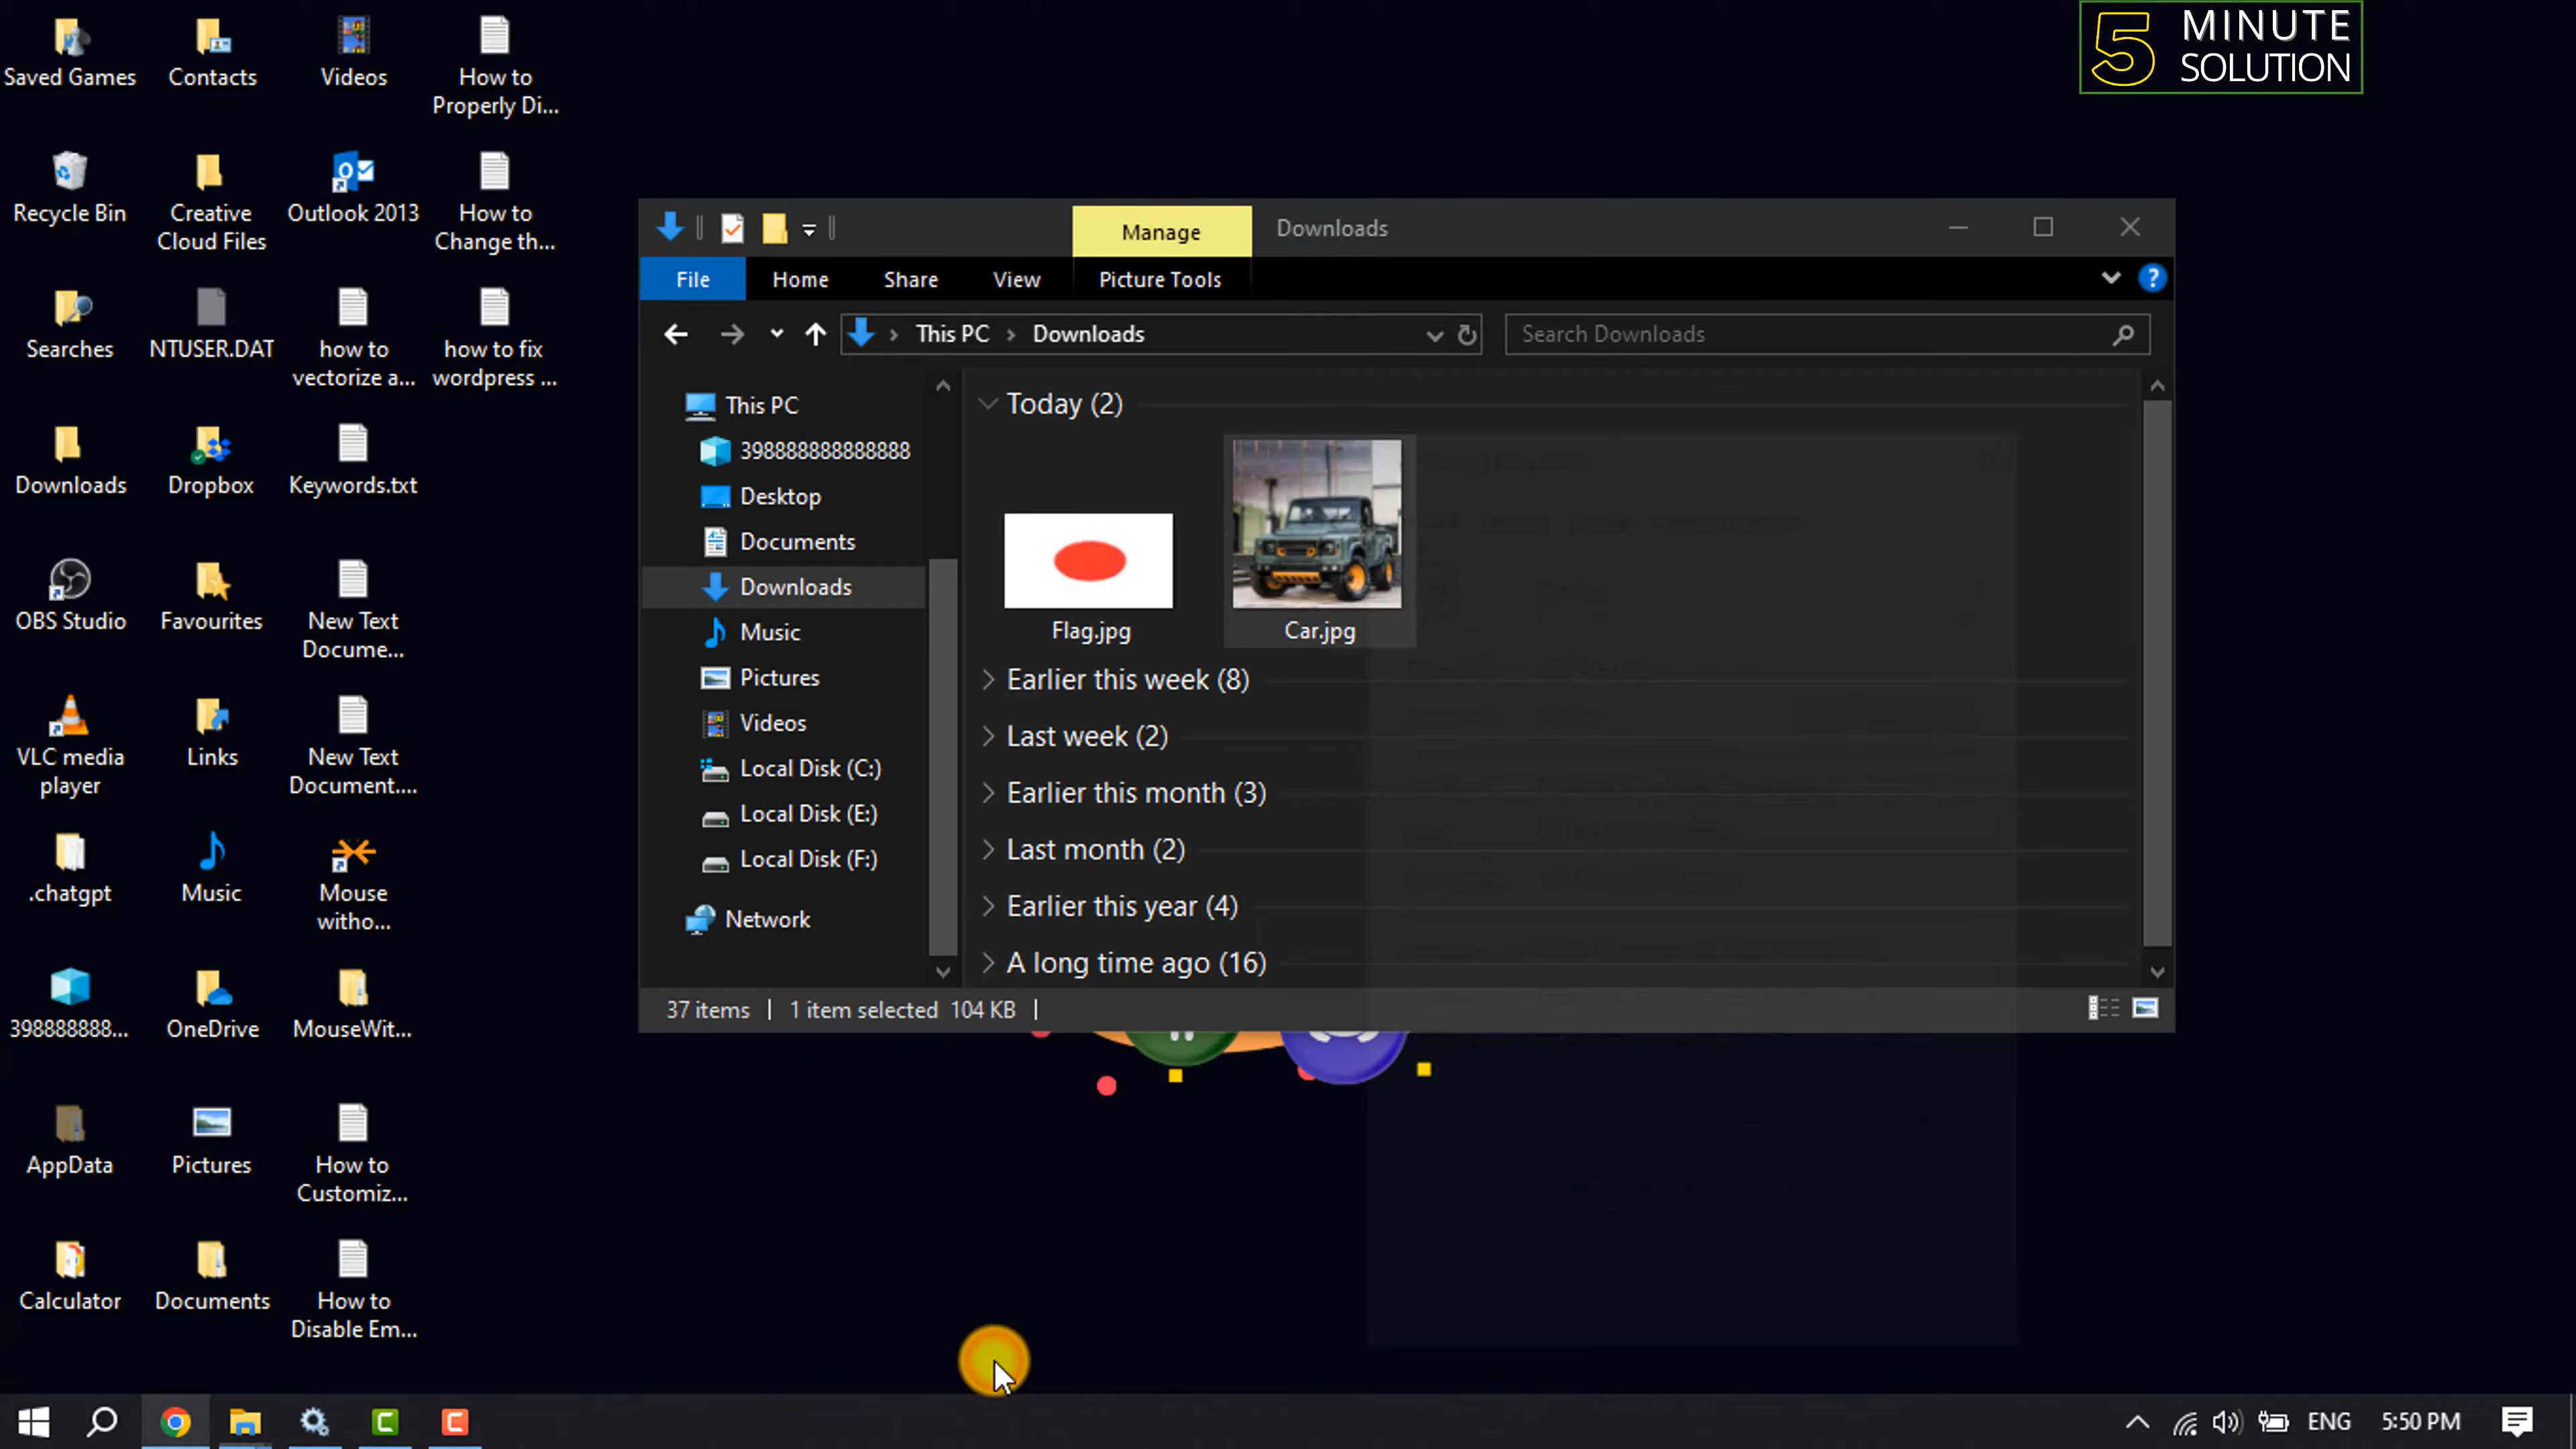 Saved Games
Contacts
Videos
How to
Properly Di...
5 MINUTE
SOLUTION
Recycle Bin
Creative
Cloud Files
Outlook 2013
How to
Change th...
Searches
NTUSER.DAT
how to
vectorize a...
how to fix
wordpress ...
Downloads
Dropbox
Keywords.txt
OBS Studio
Favourites
New Text
Docume...
VLC media
player
Links
New Text
Document....
.chatgpt
Music
Mouse
witho...
398888888...
OneDrive
MouseWit...
AppData
Pictures
How to
Customiz...
Calculator
Documents
How to
Disable Em...
Manage
Downloads
File
Home
Share
View
Picture Tools
This PC
Downloads
Search Downloads
This PC
398888888888888
Desktop
Documents
Downloads
Music
Pictures
Videos
Local Disk (C:)
Local Disk (E:)
Local Disk (F:)
Network
Today (2)
Flag.jpg
Car.jpg
Earlier this week (8)
Last week (2)
Earlier this month (3)
Last month (2)
Earlier this year (4)
A long time ago (16)
37 items
1 item selected 104 KB
ENG
5:50 PM